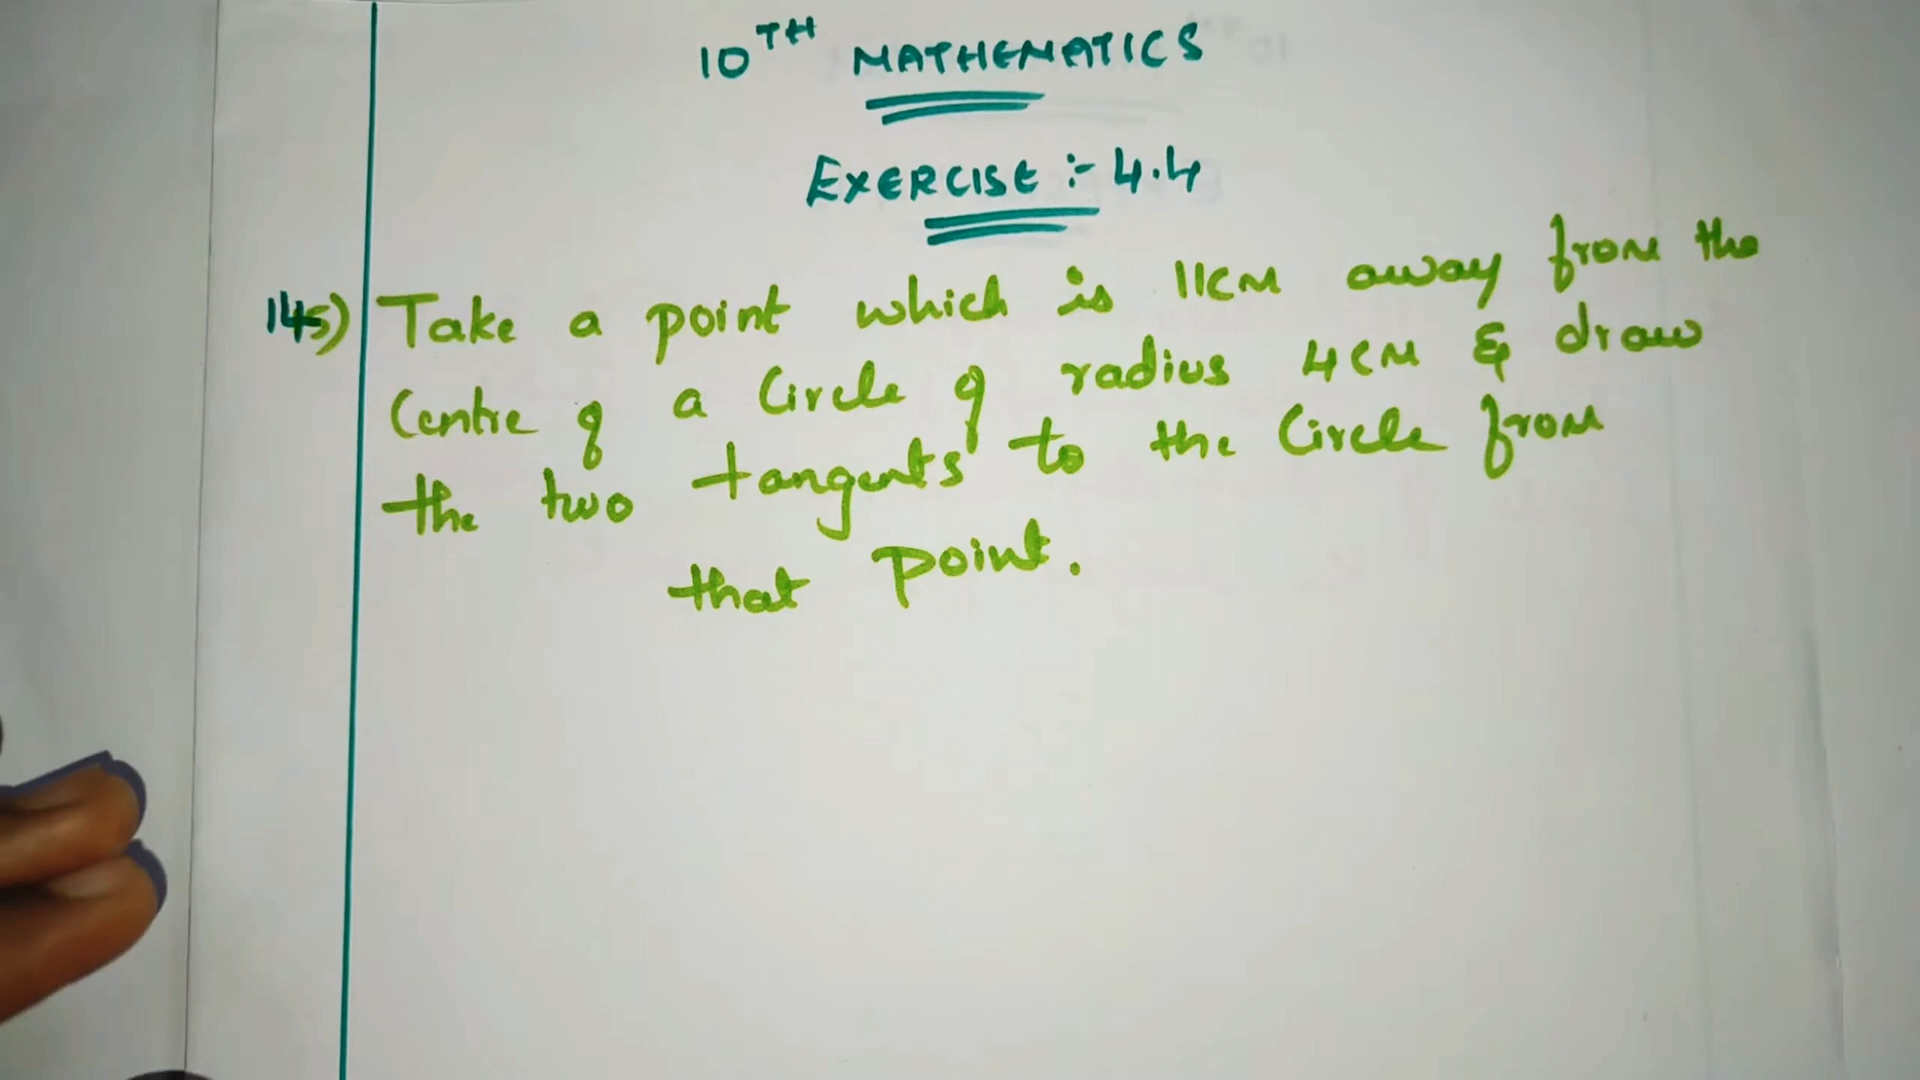 10TH MATHEMATICS
EXERCISE :- 4.4
145) Take a point which is 11cm away from the
Centre of a Circle of radius 4cm & draw
the two tangents to the Circle from
that point.